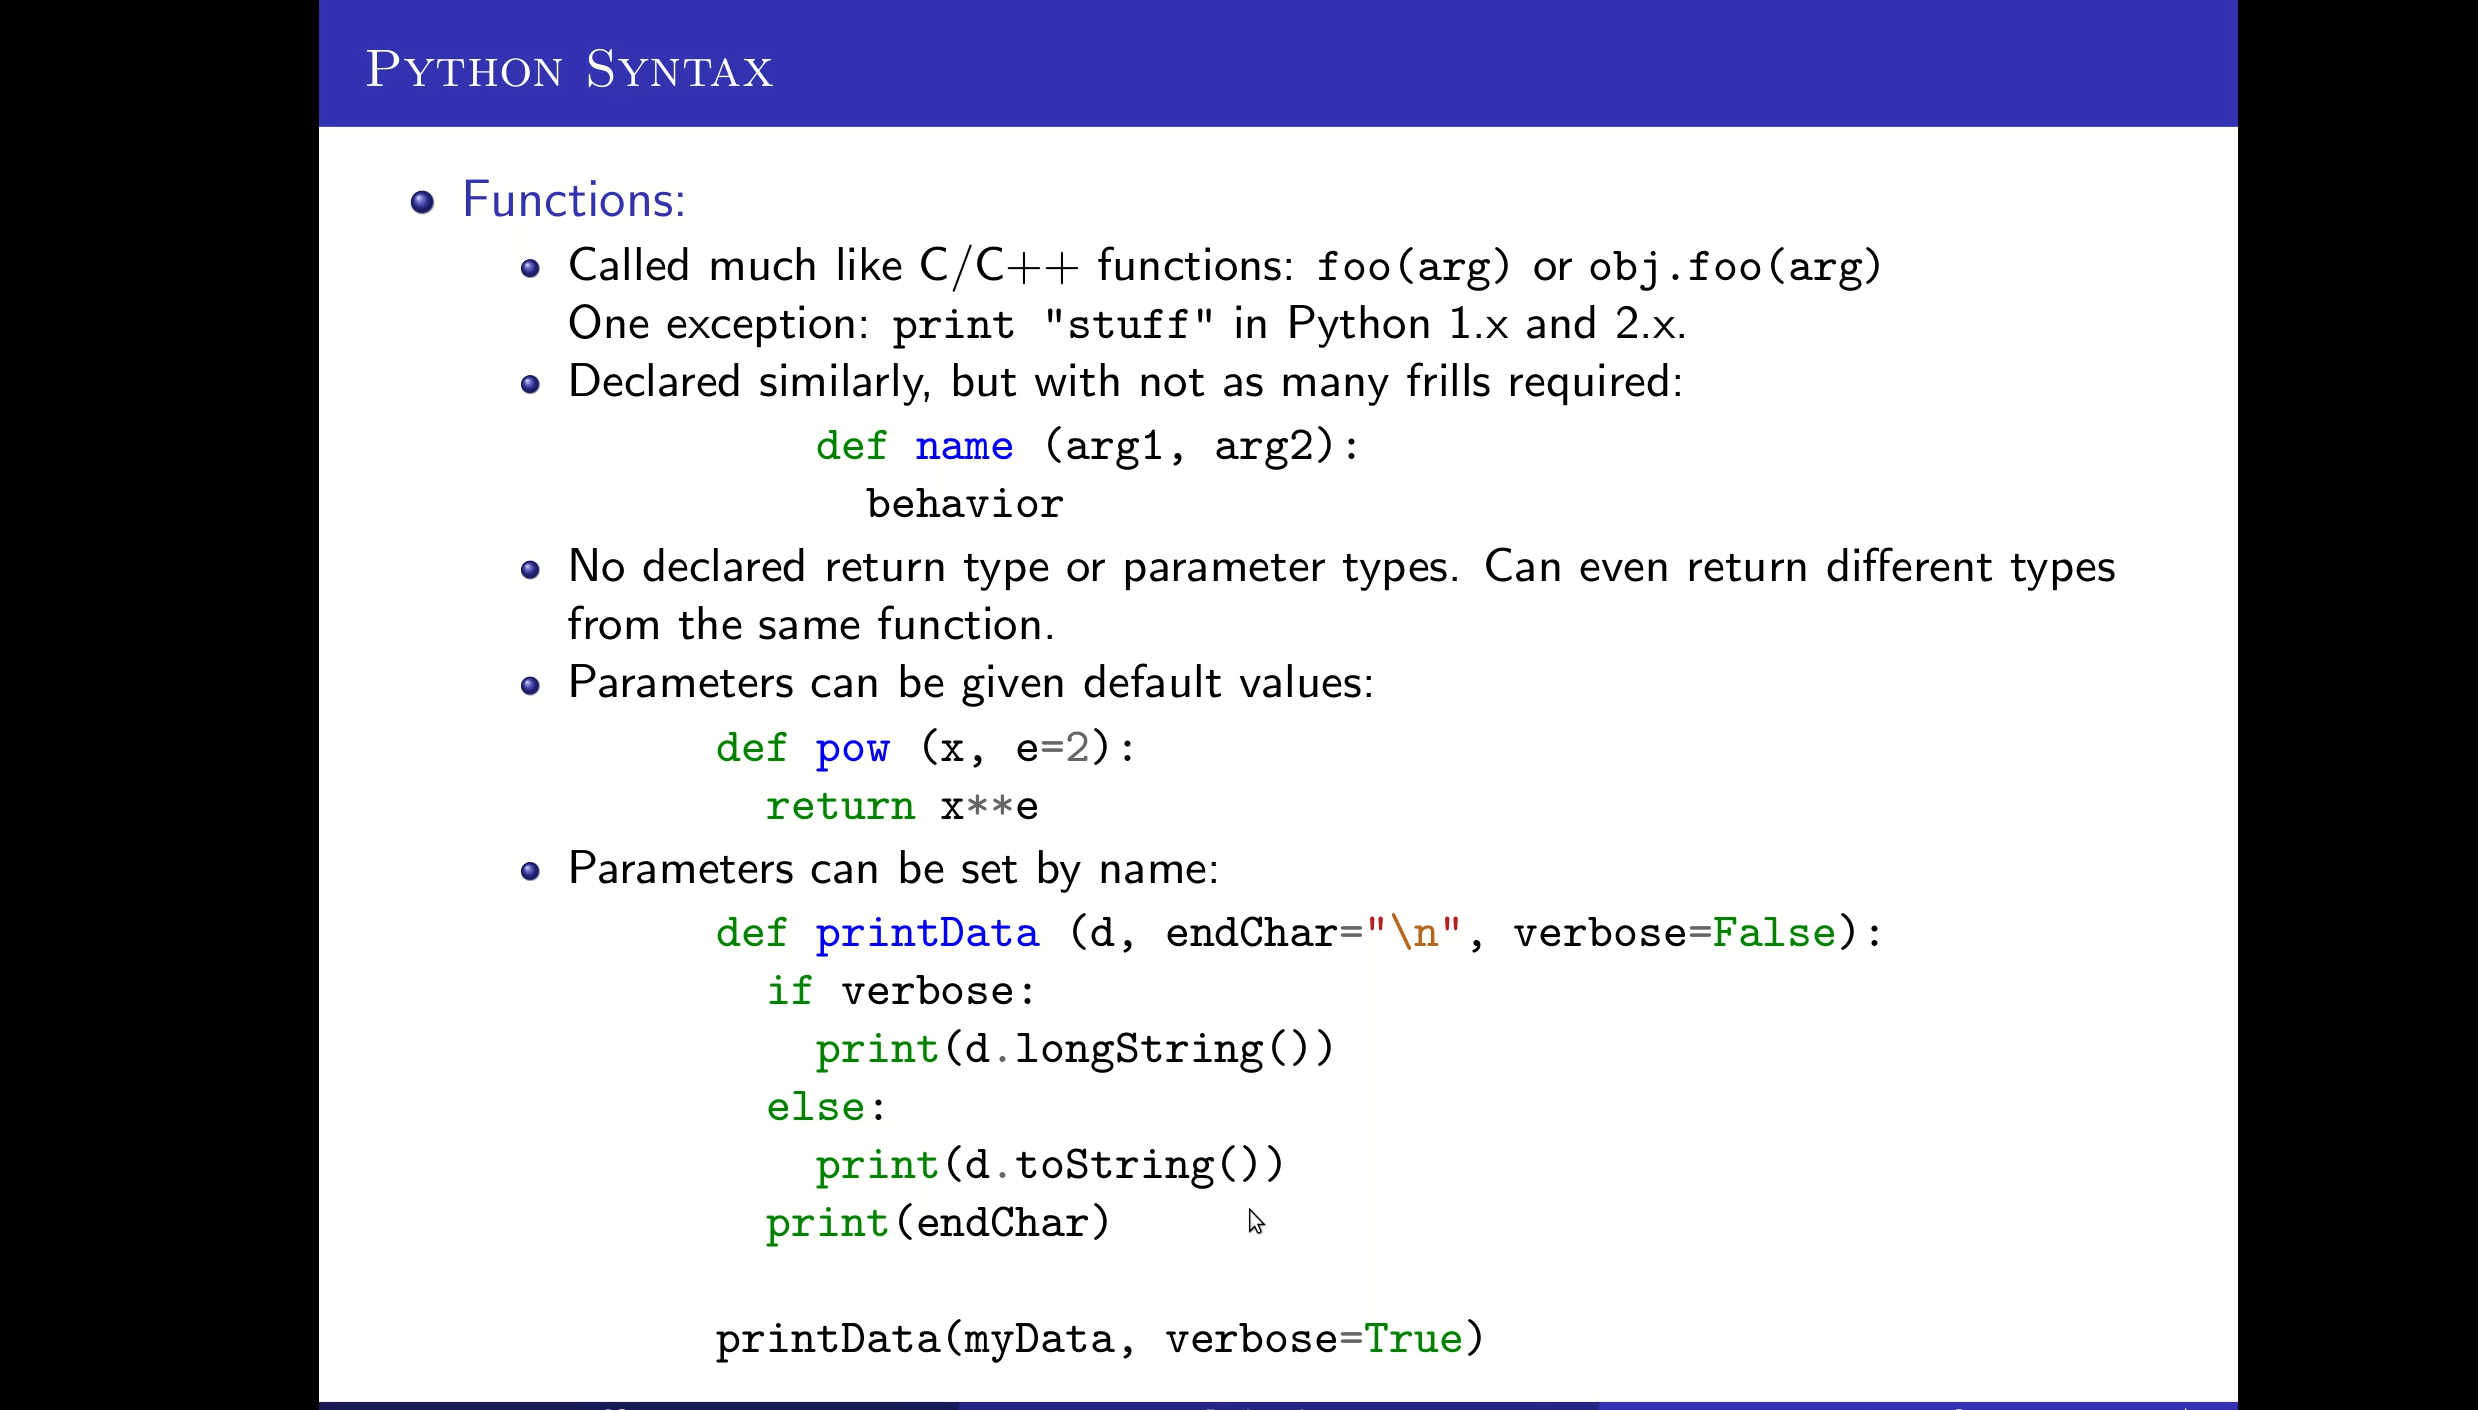 Python Syntax
Functions:
Called much like C/C++ functions: foo(arg) or obj.foo(arg)
One exception: print "stuff" in Python 1.x and 2.x.
Declared similarly, but with not as many frills required:
def name (arg1, arg2):
behavior
No declared return type or parameter types. Can even return different types
from the same function.
Parameters can be given default values:
def pow (x, e=2):
return x**e
Parameters can be set by name:
def printData (d, endChar="\n", verbose=False):
if verbose:
print(d.longString())
else:
print(d.toString())
print(endChar)
printData(myData, verbose=True)